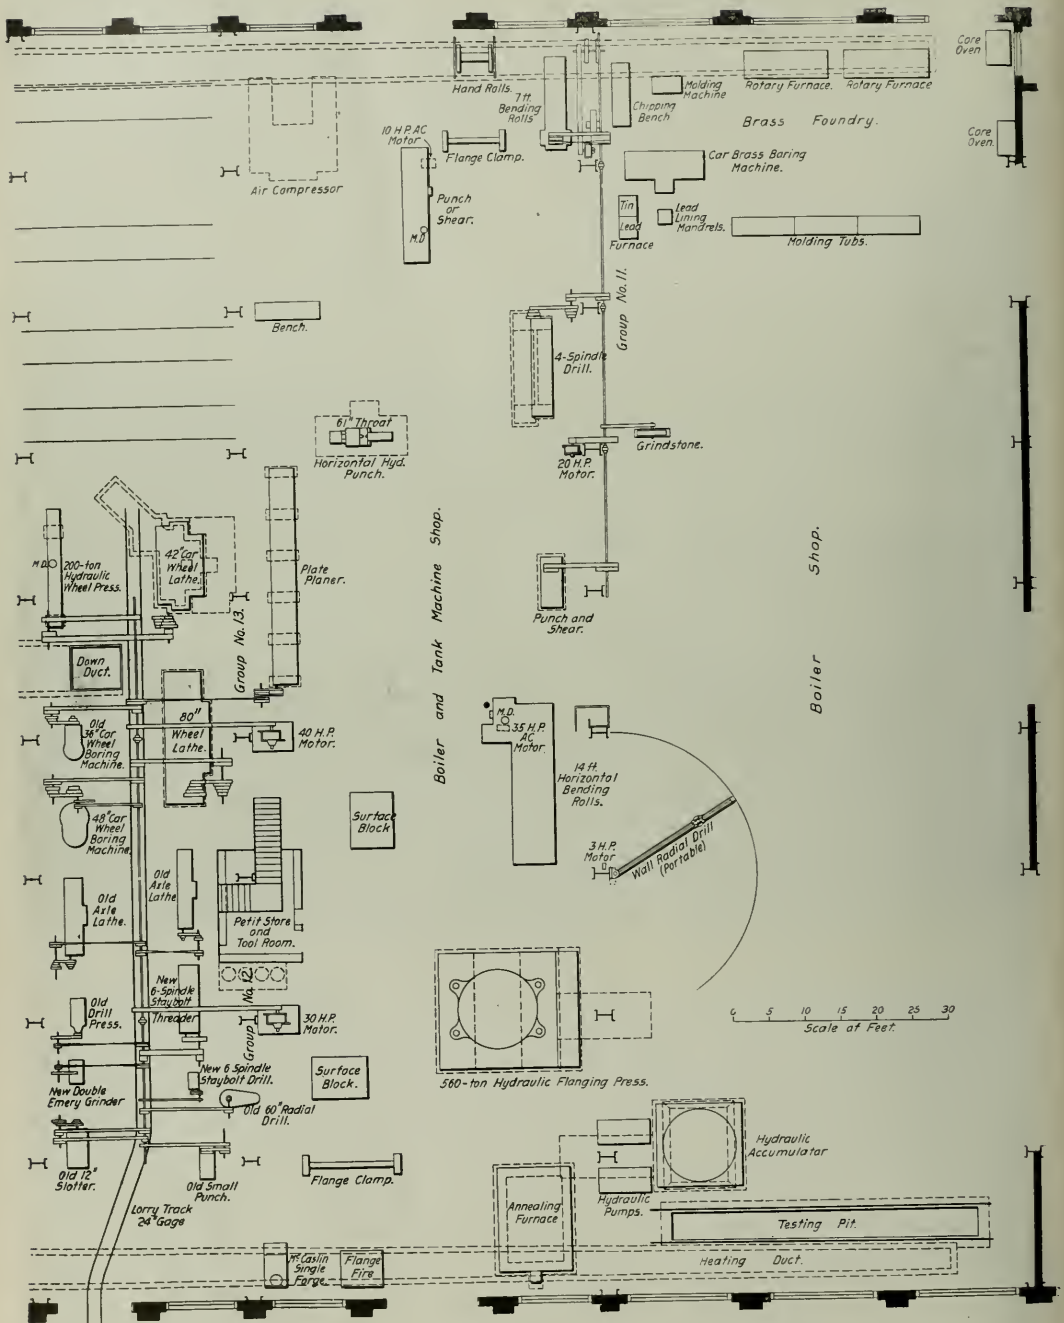 Core
Oven
Hand Rolls.
7 ft.
Bending
Rolls
Chipping
Bench
Molding
Machine
Rotary Furnace.
Rotary Furnace
Brass Foundry.
Core
Oven.
10 H.P. AC
Motor
Flange Clamp.
Air Compressor
Punch
or
Shear.
M.D
Car Brass Boring
Machine.
Tin
Lead
Furnace
Lead
Lining
Mandrels.
Molding Tubs.
Group No. 11.
Bench.
4-Spindle
Drill.
61" Throat
Horizontal Hyd.
Punch.
20 H.P.
Motor.
Grindstone.
M.D.
200-ton
Hydraulic
Wheel Press.
42" Car
Wheel
Lathe.
Plate
Planer.
Boiler and Tank Machine Shop.
Boiler Shop.
Punch and
Shear.
Group No. 13.
Down
Duct.
Old
36" Car
Wheel
Boring
Machine.
80"
Wheel
Lathe.
40 H.P.
Motor.
M.D.
35 H.P.
AC
Motor.
14 ft.
Horizontal
Bending
Rolls.
48" Car
Wheel
Boring
Machine.
Surface
Block
3 H.P.
Motor
Wall Radial Drill
(Portable)
Old
Axle
Lathe.
Old
Axle
Lathe
Petit Store
and
Tool Room.
New
6-Spindle
Staybolt
Threader
Group No. 12.
Old
Drill
Press.
30 H.P.
Motor.
0 5 10 15 20 25 30
Scale of Feet.
New Double
Emery Grinder
New 6 Spindle
Staybolt Drill.
Surface
Block.
560-ton Hydraulic Flanging Press.
Old 60" Radial
Drill.
Old 12"
Slotter.
Old Small
Punch.
Flange Clamp.
Hydraulic
Accumulator
Hydraulic
Pumps.
Lorry Track
24" Gage
Annealing
Furnace
Testing Pit.
McCaslin
Single
Forge.
Flange
Fire
Heating Duct.